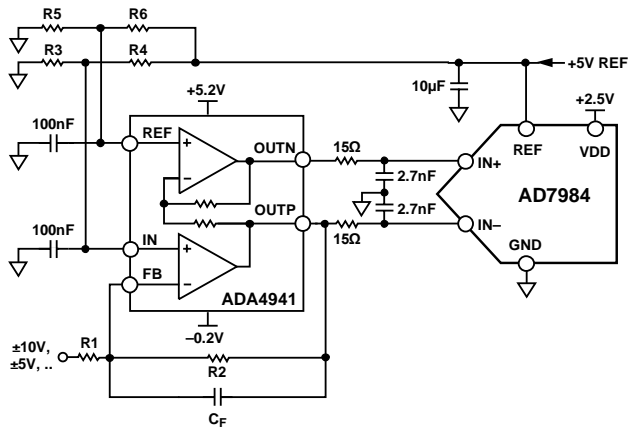 R5
R6
R3
R4
+5V REF
10µF
+5.2V
+2.5V
100nF
REF
OUTN
15Ω
IN+
REF
VDD
2.7nF
AD7984
OUTP
2.7nF
100nF
15Ω
IN–
IN
GND
FB
ADA4941
–0.2V
±10V,
±5V, ..
R1
R2
CF